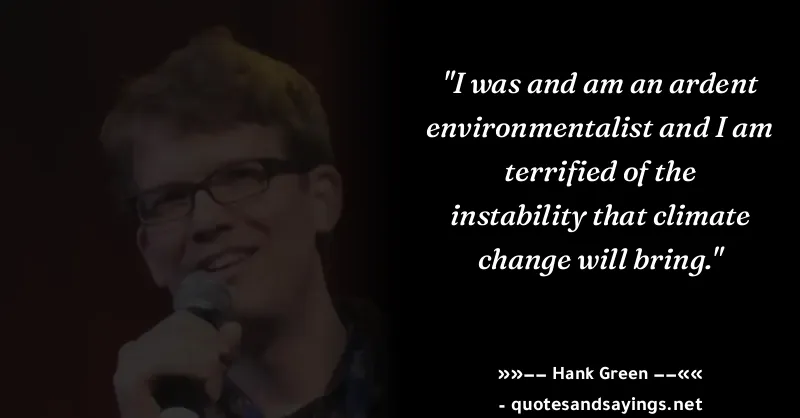 "I was and am an ardent
environmentalist and I am
terrified of the
instability that climate
change will bring."
»»–– Hank Green ––««
- quotesandsayings.net